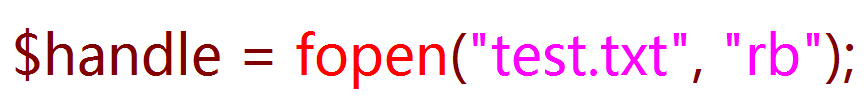 $handle = fopen("test.txt", "rb");